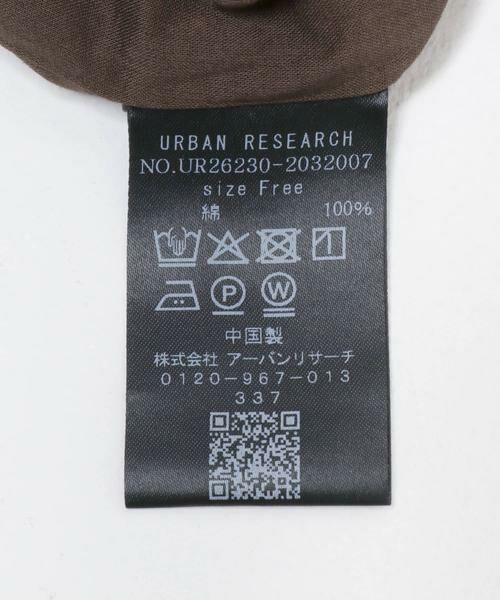 URBAN RESEARCH
NO.UR26230-2032007
size Free
綿 100%
P W
中国製
株式会社 アーバンリサーチ
0120-967-013
337